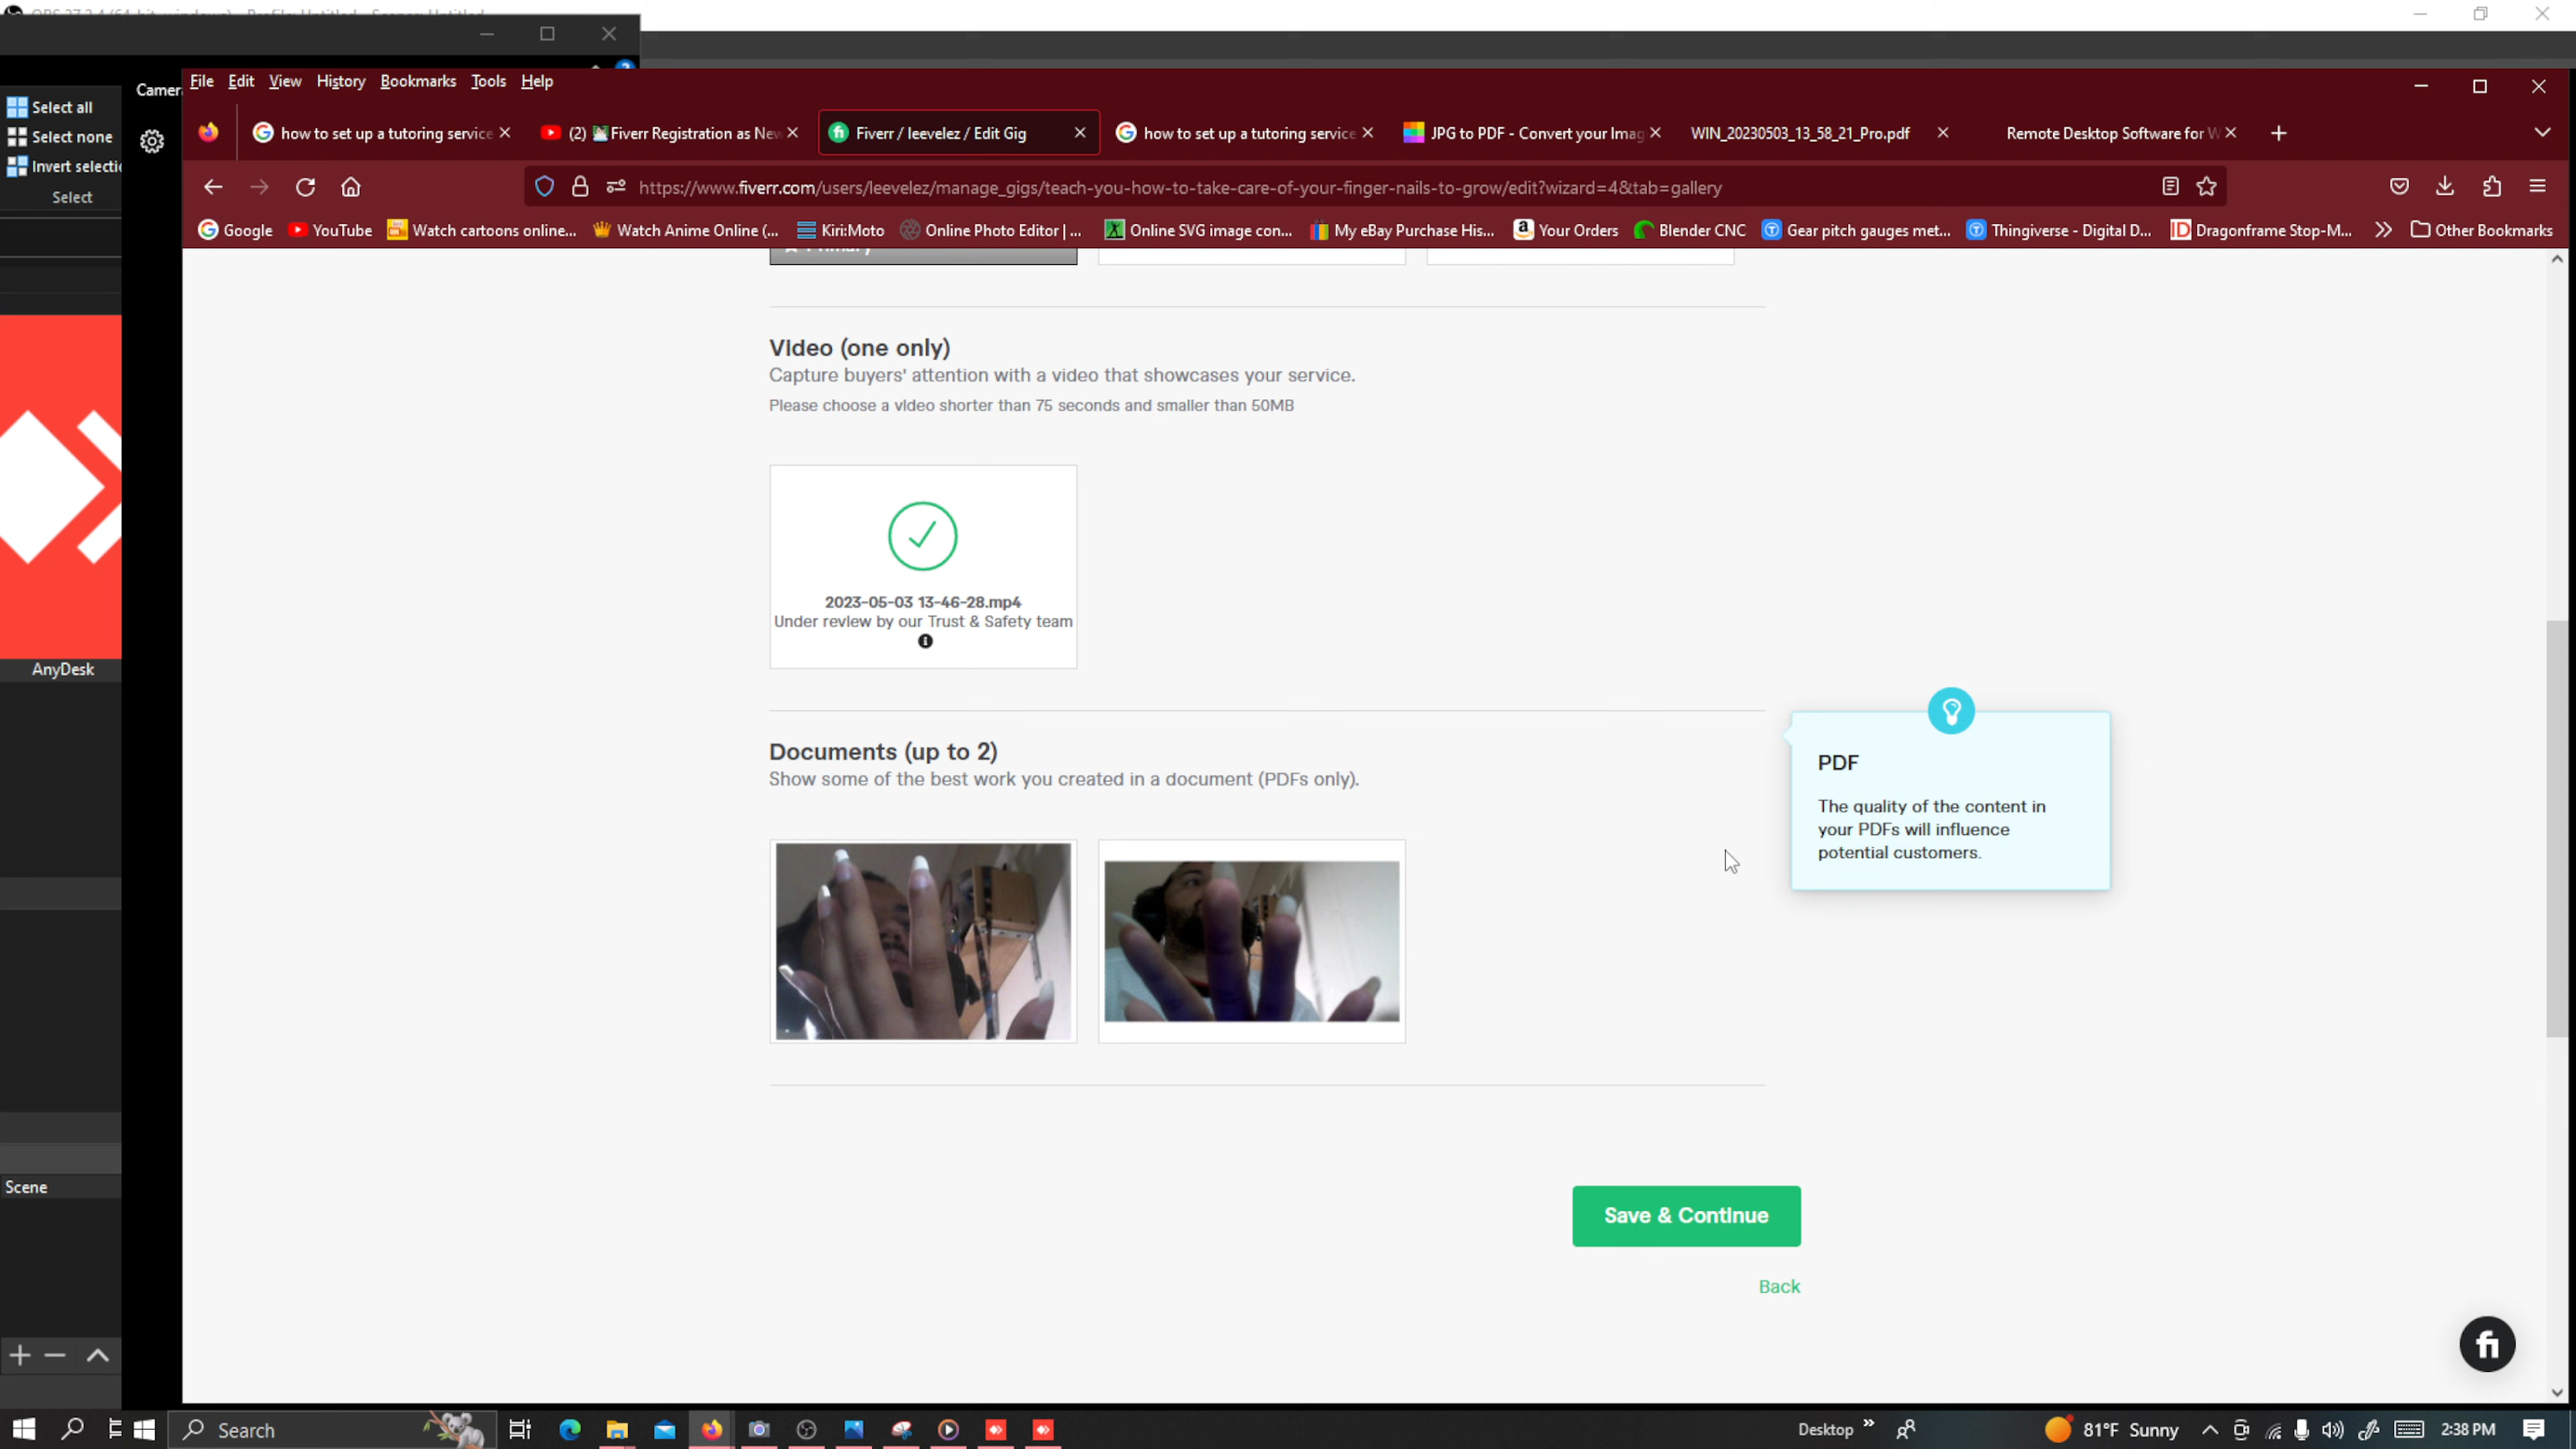 Select all
Select none
Select
AnyDesk
Scene
File Edit View History Bookmarks Tools Help
how to set up a tutoring service
(2) Fiverr Registration as New
Fiverr / leevelez / Edit Gig
how to set up a tutoring service
JPG to PDF - Convert your Imag
WIN_20230503_13_58_21_Pro.pdf
Remote Desktop Software for W
https://www.fiverr.com/users/leevelez/manage_gigs/teach-you-how-to-take-care-of-your-finger-nails-to-grow/edit?wizard=4&tab=gallery
Google YouTube Watch cartoons online... Watch Anime Online (... Kiri:Moto Online Photo Editor | ... Online SVG image con... My eBay Purchase His... Your Orders Blender CNC Gear pitch gauges met... Thingiverse - Digital D... Dragonframe Stop-M... Other Bookmarks
Video (one only)
Capture buyers' attention with a video that showcases your service.
Please choose a video shorter than 75 seconds and smaller than 50MB
2023-05-03 13-46-28.mp4
Under review by our Trust & Safety team
Documents (up to 2)
Show some of the best work you created in a document (PDFs only).
PDF
The quality of the content in
your PDFs will influence
potential customers.
Save & Continue
Back
fi
Search
Desktop
81°F Sunny
2:38 PM